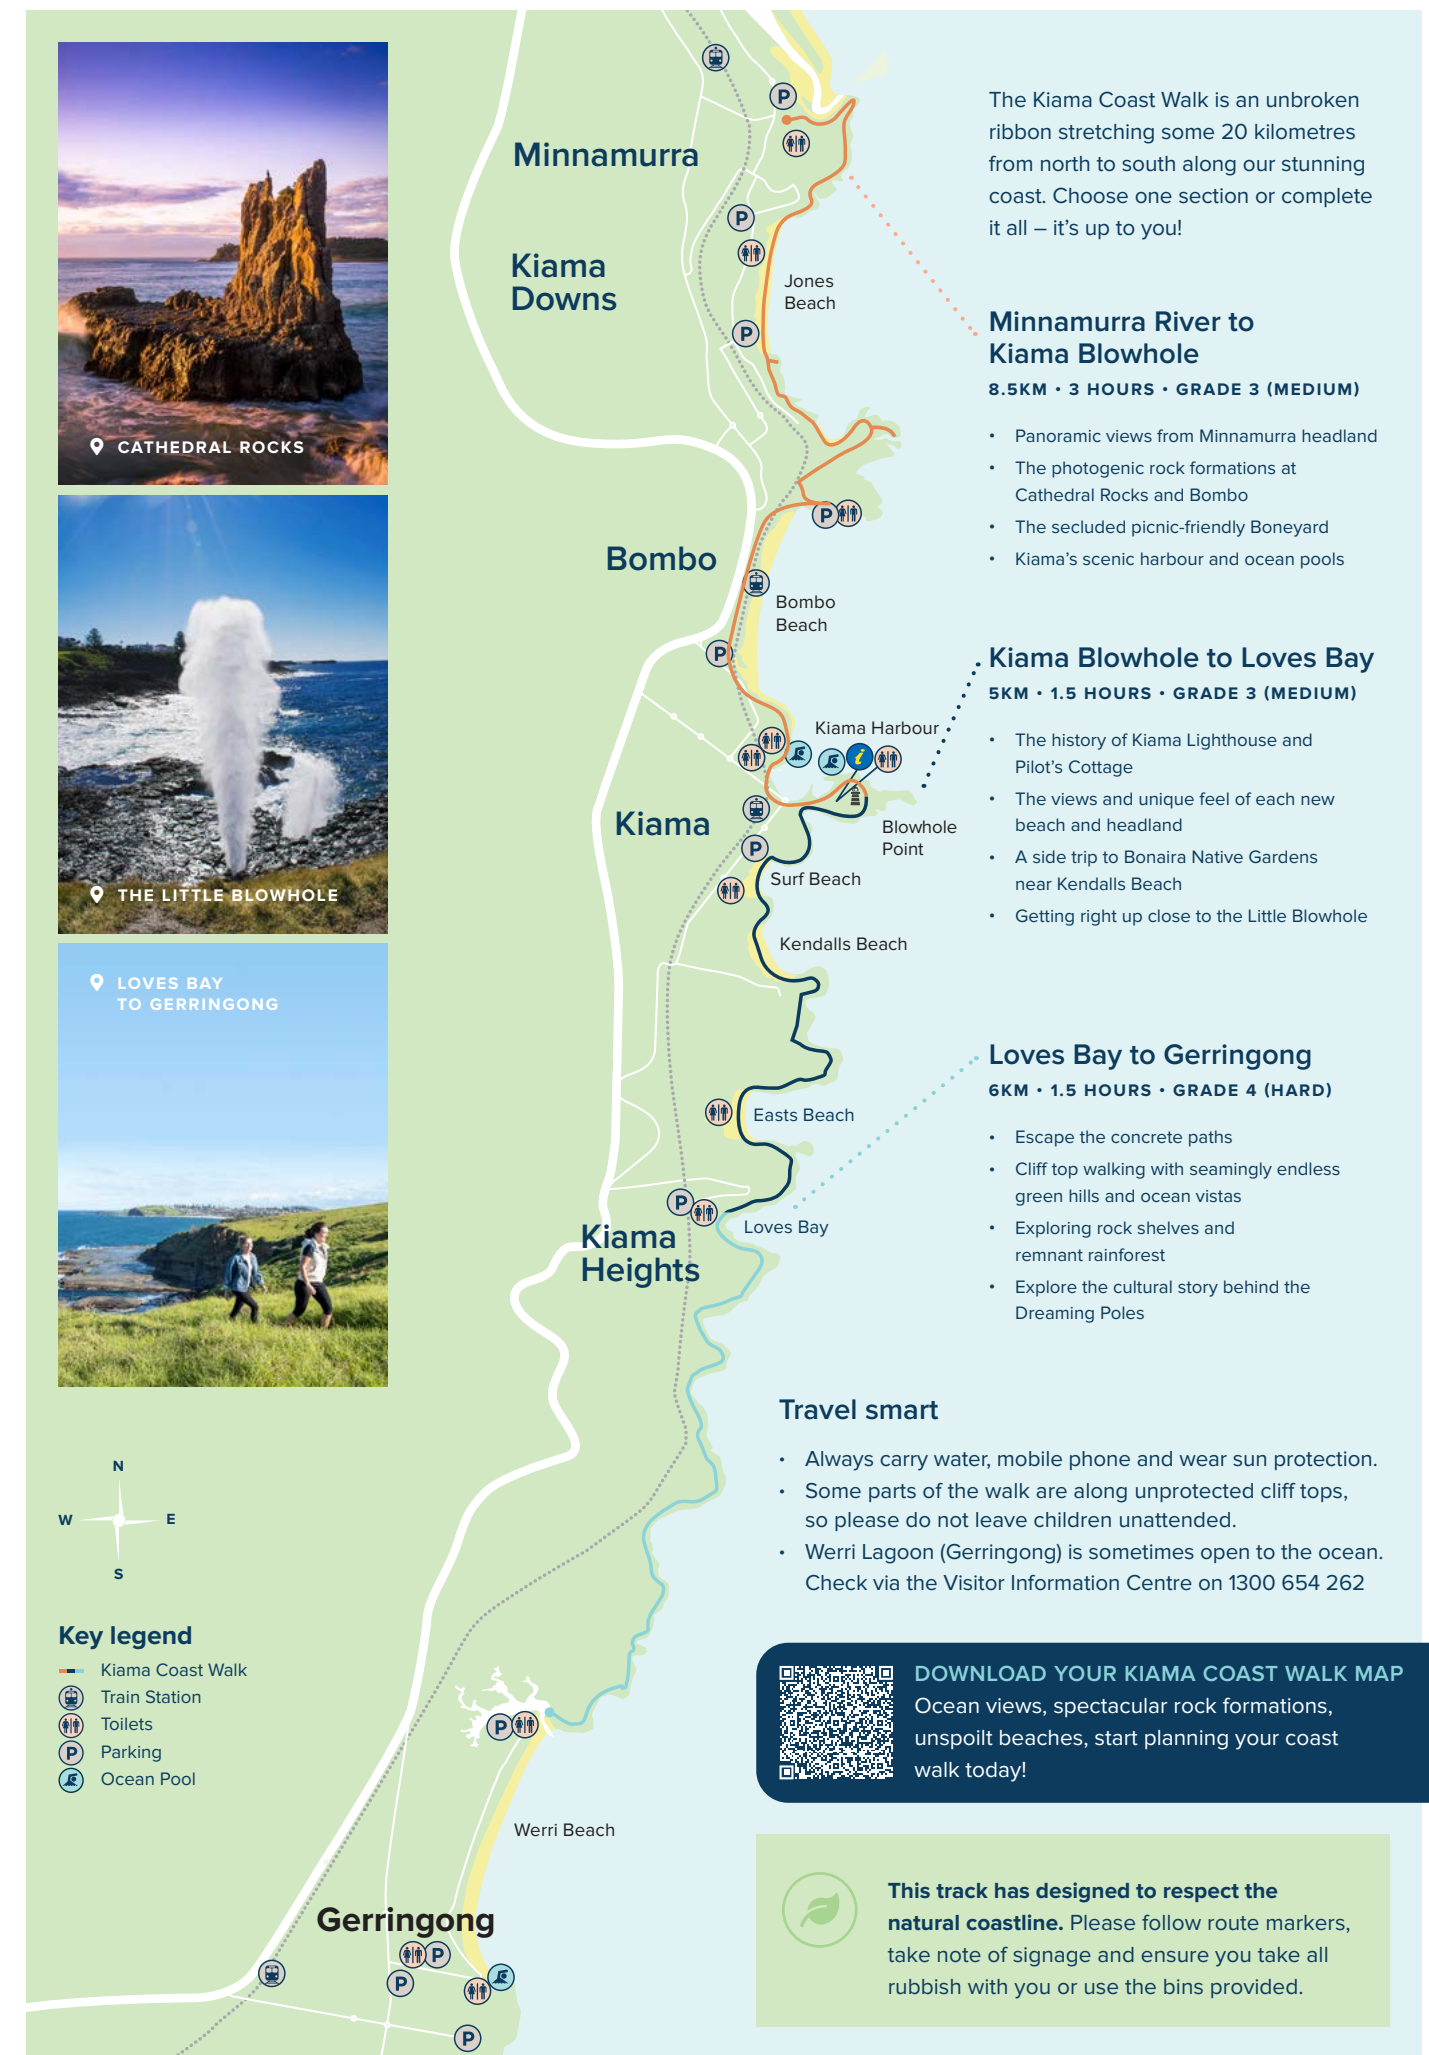 CATHEDRAL ROCKS
THE LITTLE BLOWHOLE
LOVES BAY
TO GERRINGONG
N
W
E
S
Key legend
Kiama Coast Walk
Train Station
Toilets
P
Parking
Ocean Pool
P
Minnamurra
P
Kiama
Downs
Jones
Beach
P
P
Bombo
Bombo
Beach
P
Kiama Harbour
i
Kiama
Blowhole
Point
P
Surf Beach
Kendalls Beach
Easts Beach
P
Loves Bay
Kiama
Heights
P
Werri Beach
Gerringong
P
P
P
The Kiama Coast Walk is an unbroken
ribbon stretching some 20 kilometres
from north to south along our stunning
coast. Choose one section or complete
it all – it's up to you!
Minnamurra River to
Kiama Blowhole
8.5KM • 3 HOURS • GRADE 3 (MEDIUM)
• Panoramic views from Minnamurra headland
• The photogenic rock formations at
Cathedral Rocks and Bombo
• The secluded picnic-friendly Boneyard
• Kiama's scenic harbour and ocean pools
Kiama Blowhole to Loves Bay
5KM • 1.5 HOURS • GRADE 3 (MEDIUM)
• The history of Kiama Lighthouse and
Pilot's Cottage
• The views and unique feel of each new
beach and headland
• A side trip to Bonaira Native Gardens
near Kendalls Beach
• Getting right up close to the Little Blowhole
Loves Bay to Gerringong
6KM • 1.5 HOURS • GRADE 4 (HARD)
• Escape the concrete paths
• Cliff top walking with seamingly endless
green hills and ocean vistas
• Exploring rock shelves and
remnant rainforest
• Explore the cultural story behind the
Dreaming Poles
Travel smart
• Always carry water, mobile phone and wear sun protection.
• Some parts of the walk are along unprotected cliff tops,
so please do not leave children unattended.
• Werri Lagoon (Gerringong) is sometimes open to the ocean.
Check via the Visitor Information Centre on 1300 654 262
DOWNLOAD YOUR KIAMA COAST WALK MAP
Ocean views, spectacular rock formations,
unspoilt beaches, start planning your coast
walk today!
This track has designed to respect the
natural coastline. Please follow route markers,
take note of signage and ensure you take all
rubbish with you or use the bins provided.